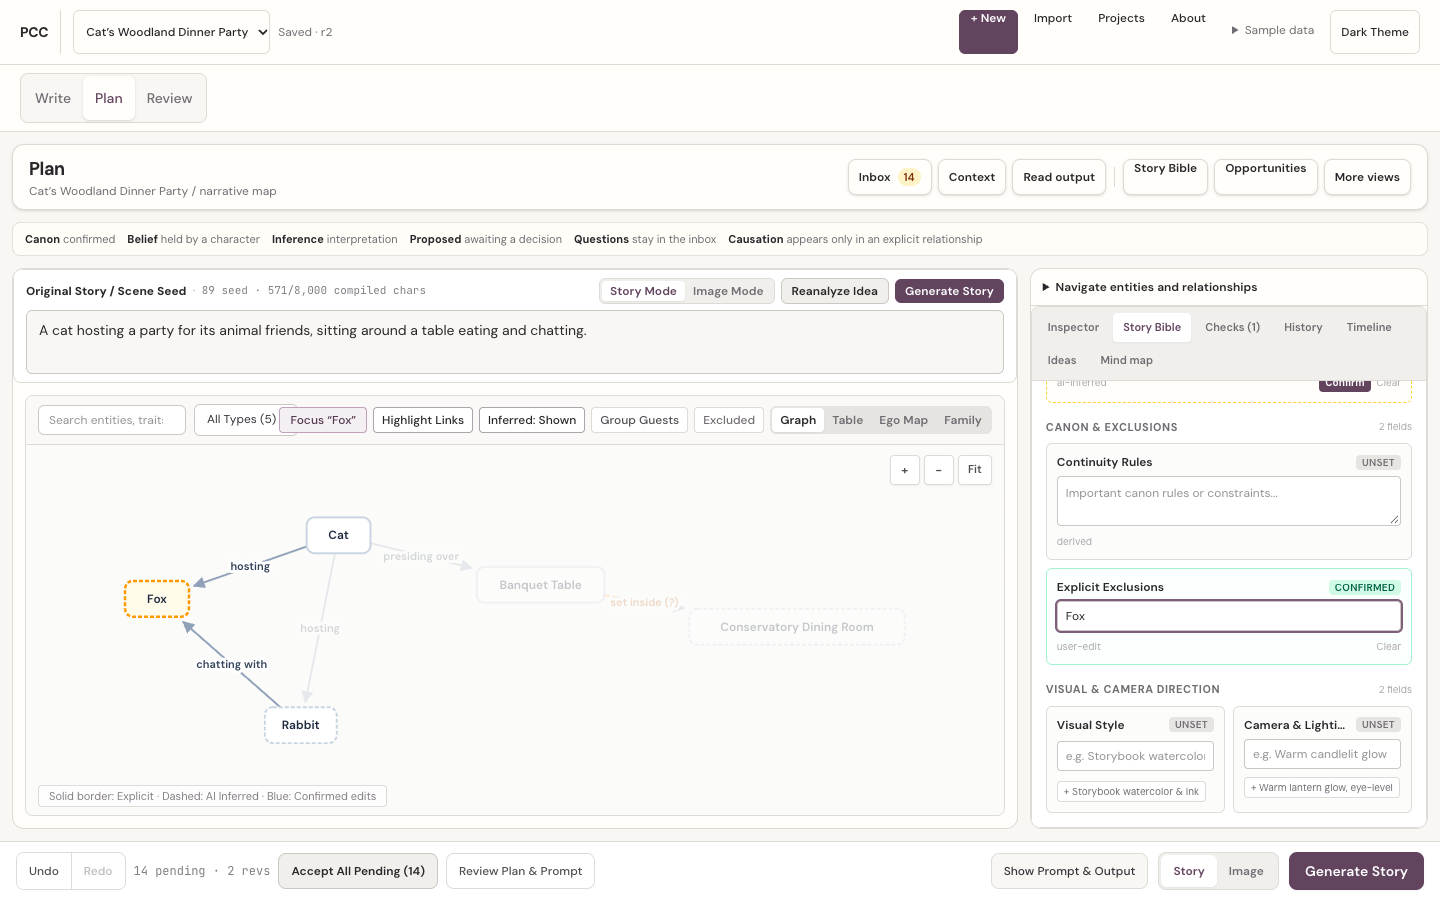 PCC
Cat's Woodland Dinner Party
Saved · r2
+ New
Import
Projects
About
Sample data
Dark Theme
Write
Plan
Review
Plan
Cat's Woodland Dinner Party / narrative map
Inbox 14
Context
Read output
Story Bible
Opportunities
More views
Canon confirmed Belief held by a character Inference interpretation Proposed awaiting a decision Questions stay in the inbox Causation appears only in an explicit relationship
Original Story / Scene Seed · 89 seed · 571/8,000 compiled chars
Story Mode
Image Mode
Reanalyze Idea
Generate Story
A cat hosting a party for its animal friends, sitting around a table eating and chatting.
Search entities, trait:
All Types (5)
Focus “Fox”
Highlight Links
Inferred: Shown
Group Guests
Excluded
Graph
Table
Ego Map
Family
+
−
Fit
Cat
presiding over
hosting
Banquet Table
Fox
set inside (?)
hosting
Conservatory Dining Room
chatting with
Rabbit
Solid border: Explicit · Dashed: AI Inferred · Blue: Confirmed edits
Navigate entities and relationships
Inspector
Story Bible
Checks (1)
History
Timeline
Ideas
Mind map
ai-inferred
Confirm
Clear
CANON & EXCLUSIONS
2 fields
Continuity Rules
UNSET
Important canon rules or constraints...
derived
Explicit Exclusions
CONFIRMED
Fox
user-edit
Clear
VISUAL & CAMERA DIRECTION
2 fields
Visual Style
UNSET
e.g. Storybook watercolor
+ Storybook watercolor & ink
Camera & Lighti...
UNSET
e.g. Warm candlelit glow
+ Warm lantern glow, eye-level
Undo
Redo
14 pending · 2 revs
Accept All Pending (14)
Review Plan & Prompt
Show Prompt & Output
Story
Image
Generate Story